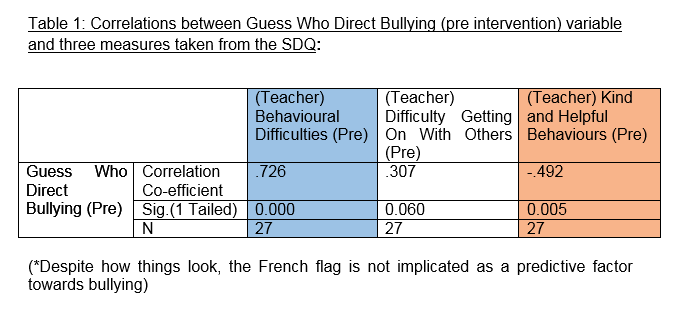 Table 1: Correlations between Guess Who Direct Bullying (pre intervention) variable
and three measures taken from the SDQ:
(Teacher) Behavioural Difficulties (Pre)
(Teacher) Difficulty Getting On With Others (Pre)
(Teacher) Kind and Helpful Behaviours (Pre)
Guess Who Direct Bullying (Pre)
Correlation Co-efficient .726 .307 -.492
Sig.(1 Tailed) 0.000 0.060 0.005
N 27 27 27
(*Despite how things look, the French flag is not implicated as a predictive factor
towards bullying)